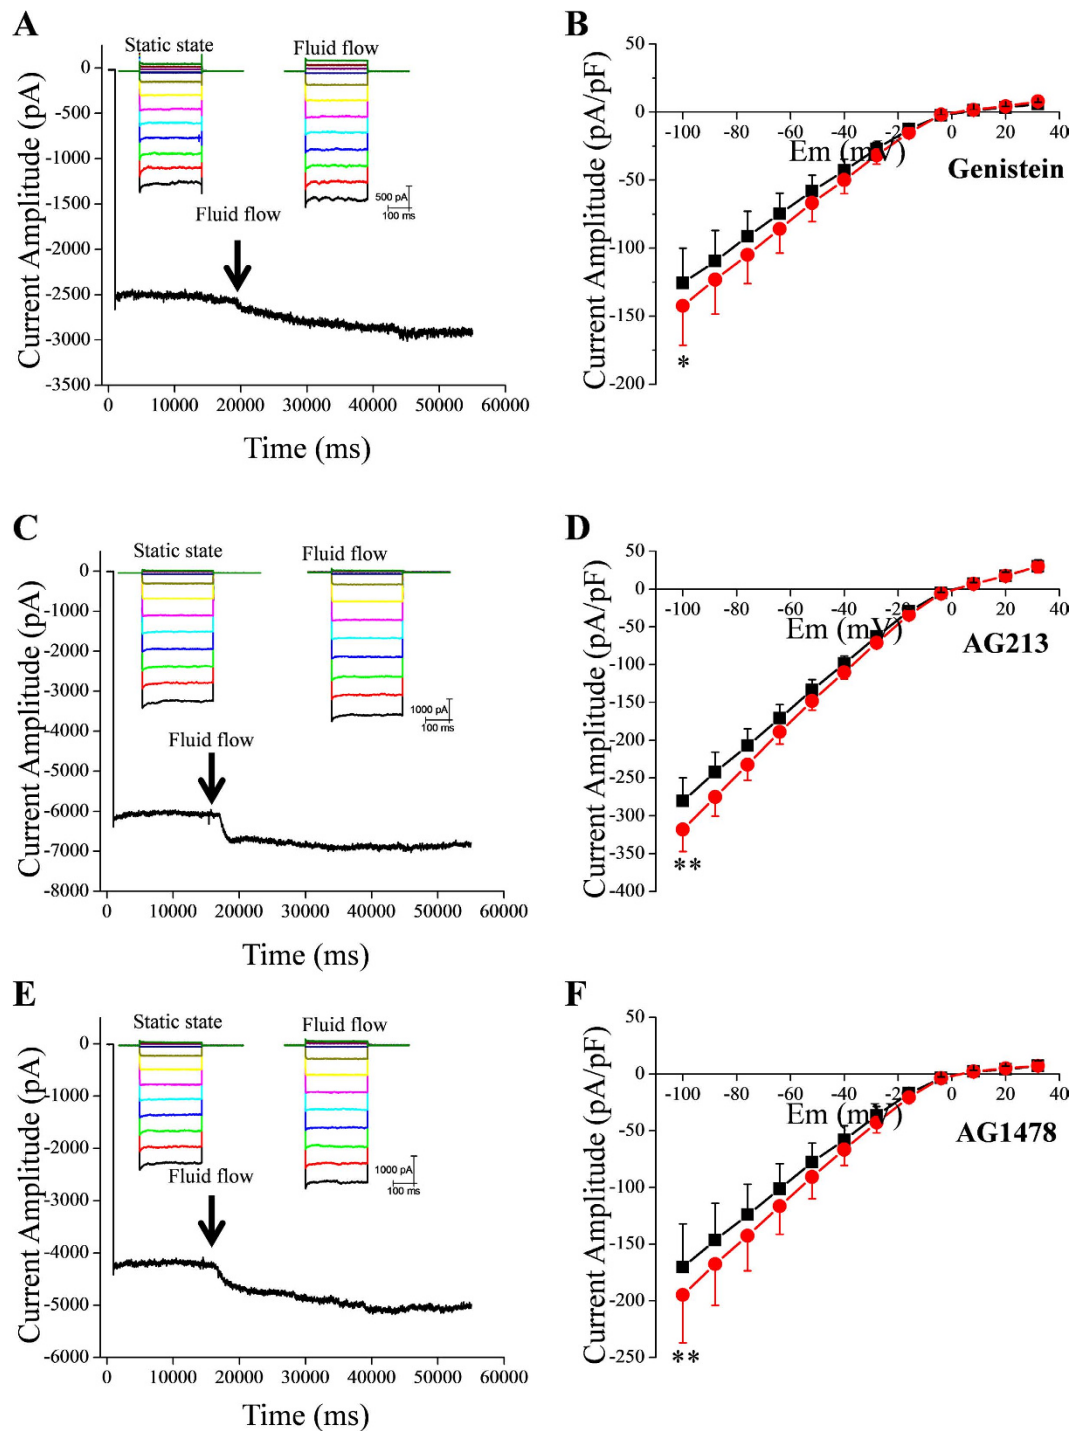 A
Static state
Fluid flow
0
-500
-1000
-1500
-2000
-2500
-3000
-3500
Current Amplitude (pA)
500 pA
100 ms
Fluid flow
0 10000 20000 30000 40000 50000 60000
Time (ms)
B
50
0
-50
-100
-150
-200
Current Amplitude (pA/pF)
-100 -80 -60 -40 -20 0 20 40
Em (mV)
Genistein
*
C
Static state
Fluid flow
0
-1000
-2000
-3000
-4000
-5000
-6000
-7000
-8000
Current Amplitude (pA)
1000 pA
100 ms
Fluid flow
0 10000 20000 30000 40000 50000 60000
Time (ms)
D
50
0
-50
-100
-150
-200
-250
-300
-350
-400
Current Amplitude (pA/pF)
-100 -80 -60 -40 -20 0 20 40
Em (mV)
AG213
**
E
Static state
Fluid flow
0
-1000
-2000
-3000
-4000
-5000
-6000
Current Amplitude (pA)
1000 pA
100 ms
Fluid flow
0 10000 20000 30000 40000 50000 60000
Time (ms)
F
50
0
-50
-100
-150
-200
-250
Current Amplitude (pA/pF)
-100 -80 -60 -40 -20 0 20 40
Em (mV)
AG1478
**